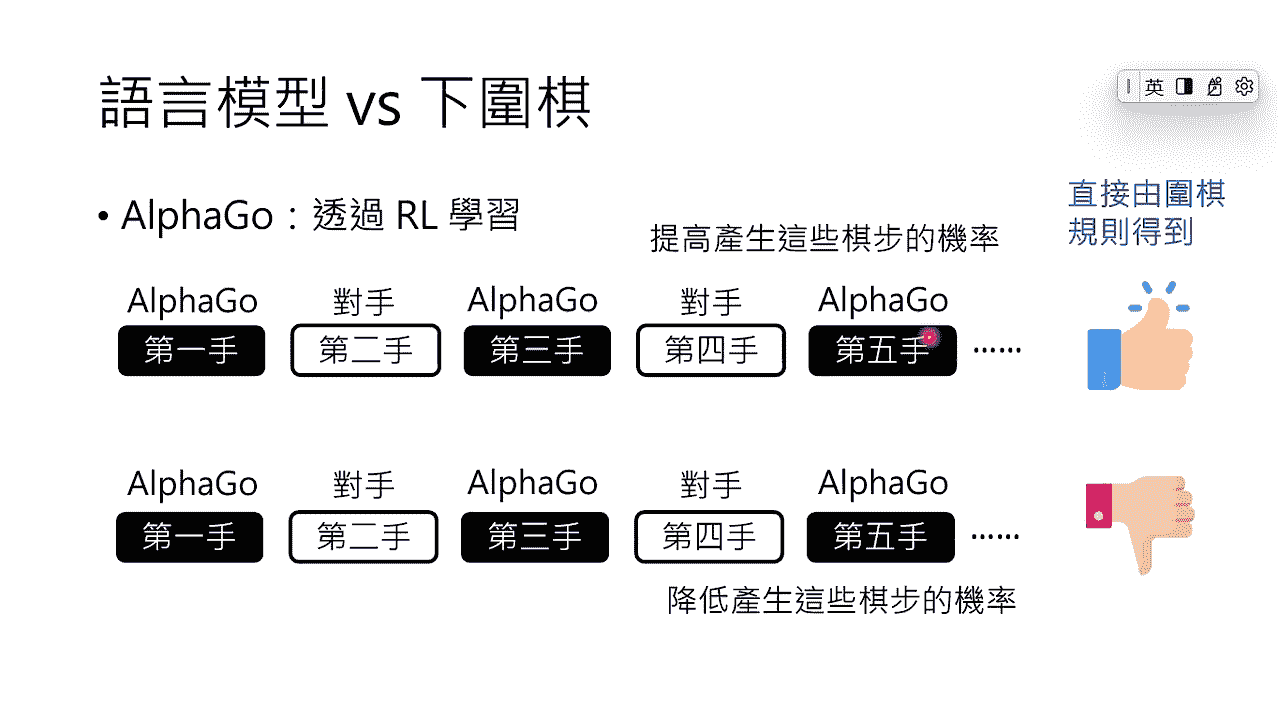 語言模型 vs 下圍棋
英
• AlphaGo：透過 RL 學習
直接由圍棋
規則得到
提高產生這些棋步的機率
AlphaGo 對手 AlphaGo 對手 AlphaGo
第一手 第二手 第三手 第四手 第五手 ……
AlphaGo 對手 AlphaGo 對手 AlphaGo
第一手 第二手 第三手 第四手 第五手 ……
降低產生這些棋步的機率